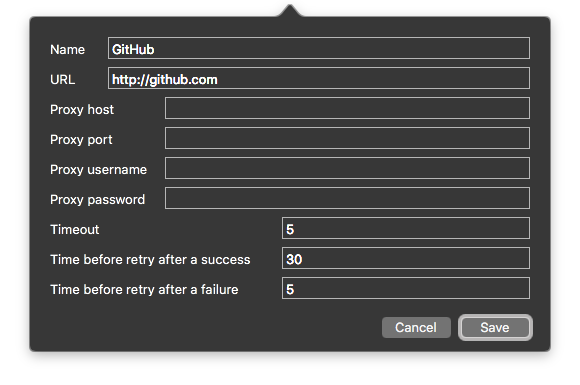 Name GitHub
URL http://github.com
Proxy host
Proxy port
Proxy username
Proxy password
Timeout 5
Time before retry after a success 30
Time before retry after a failure 5
Cancel Save